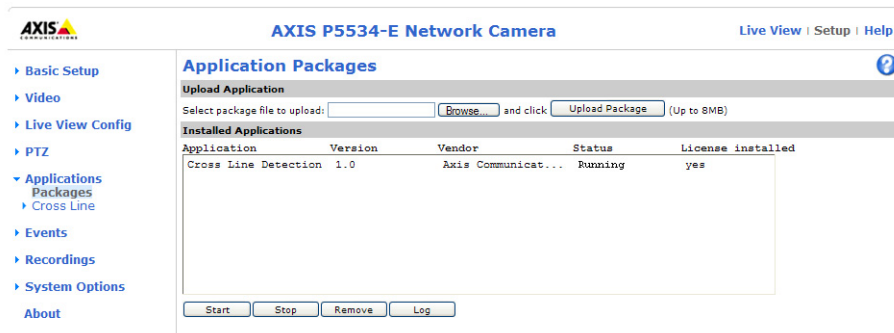 AXIS
COMMUNICATIONS
AXIS P5534-E Network Camera
Live View | Setup | Help
Basic Setup
Video
Live View Config
PTZ
Applications
Packages
Cross Line
Events
Recordings
System Options
About
Application Packages
?
Upload Application
Select package file to upload: Browse... and click Upload Package (Up to 8MB)
Installed Applications
Application Version Vendor Status License installed
Cross Line Detection 1.0 Axis Communicat... Running yes
Start Stop Remove Log